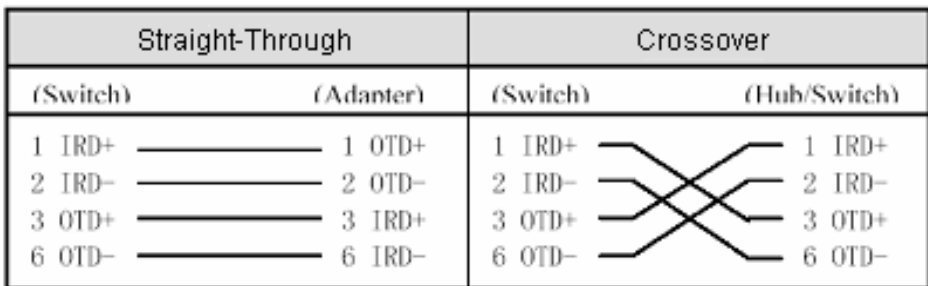 Straight-Through Crossover
(Switch) (Adapter) (Switch) (Hub/Switch)
1 IRD+ 1 OTD+ 1 IRD+ 1 IRD+
2 IRD- 2 OTD- 2 IRD- 2 IRD-
3 OTD+ 3 IRD+ 3 OTD+ 3 OTD+
6 OTD- 6 IRD- 6 OTD- 6 OTD-